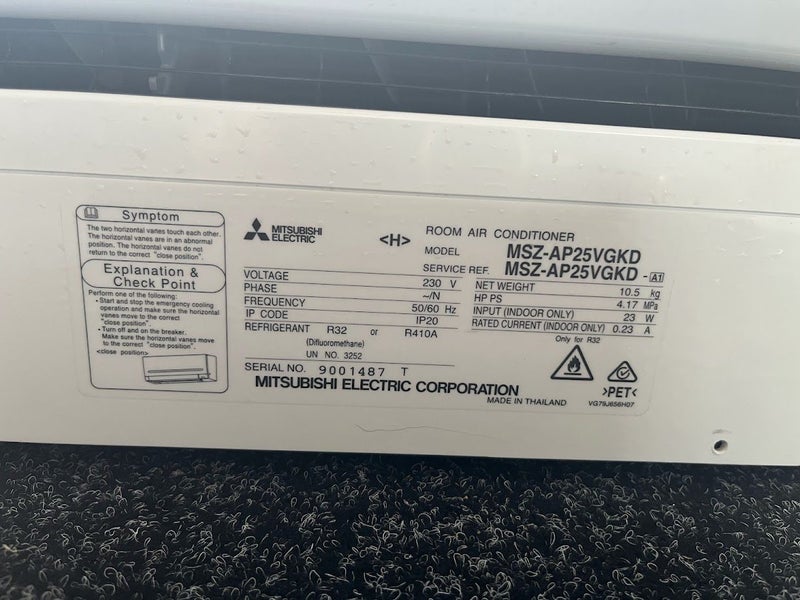 Symptom
The two horizontal vanes touch each other.
The horizontal vanes are in an abnormal
position. The horizontal vanes do not
return to the correct "close position".
Explanation &
Check Point
Perform one of the following:
• Start and stop the emergency cooling
operation and make sure the horizontal
vanes move to the correct
"close position".
• Turn off and on the breaker.
Make sure the horizontal vanes move
to the correct "close position".
<close position>
MITSUBISHI
ELECTRIC
<H>
ROOM AIR CONDITIONER
MODEL MSZ-AP25VGKD
SERVICE REF. MSZ-AP25VGKD - A1
VOLTAGE 230 V
PHASE ~/N
FREQUENCY 50/60 Hz
IP CODE IP20
REFRIGERANT R32 or R410A
(Difluoromethane)
UN NO. 3252
NET WEIGHT 10.5 kg
HP PS 4.17 MPa
INPUT (INDOOR ONLY) 23 W
RATED CURRENT (INDOOR ONLY) 0.23 A
Only for R32
SERIAL NO. 9001487 T
MITSUBISHI ELECTRIC CORPORATION
MADE IN THAILAND
>PET<
VG79J656H07